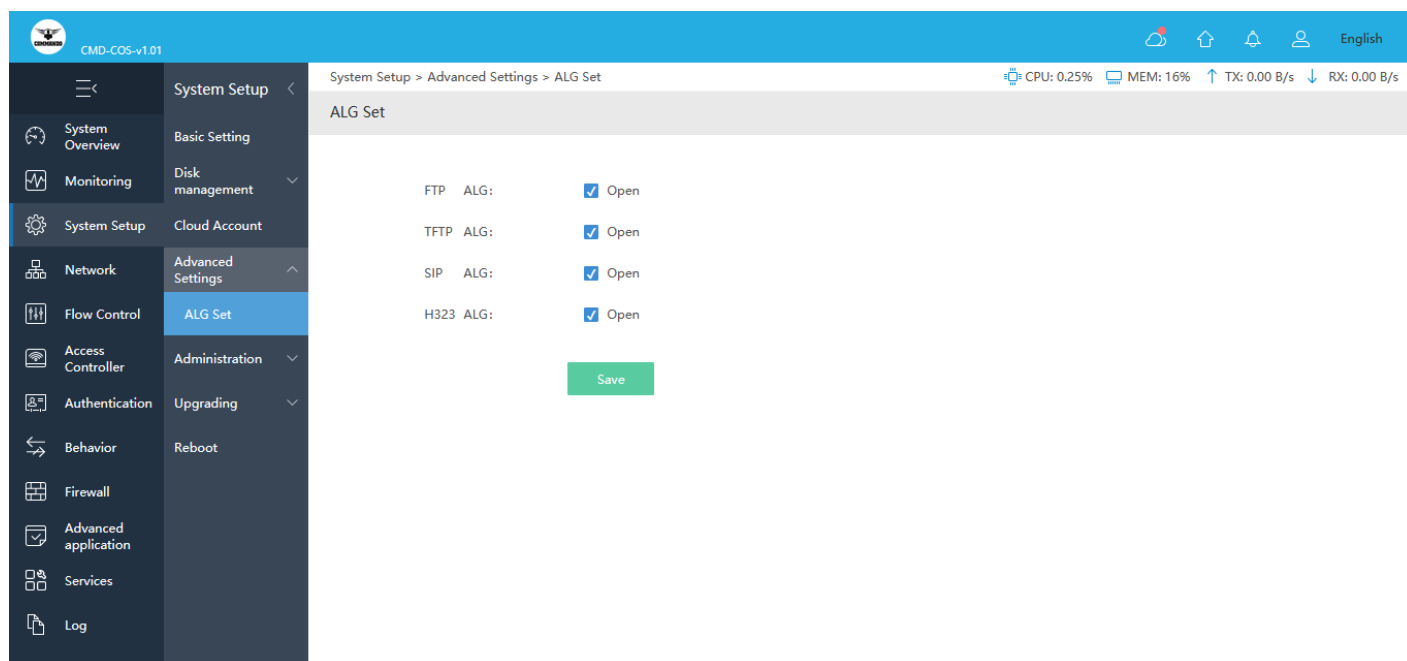 COMMANDO
CMD-COS-v1.01
English
System Setup
System Setup > Advanced Settings > ALG Set
CPU: 0.25%
MEM: 16%
TX: 0.00 B/s
RX: 0.00 B/s
ALG Set
System
Overview
Monitoring
System Setup
Network
Flow Control
Access
Controller
Authentication
Behavior
Firewall
Advanced
application
Services
Log
Basic Setting
Disk
management
Cloud Account
Advanced
Settings
ALG Set
Administration
Upgrading
Reboot
FTP ALG: Open
TFTP ALG: Open
SIP ALG: Open
H323 ALG: Open
Save